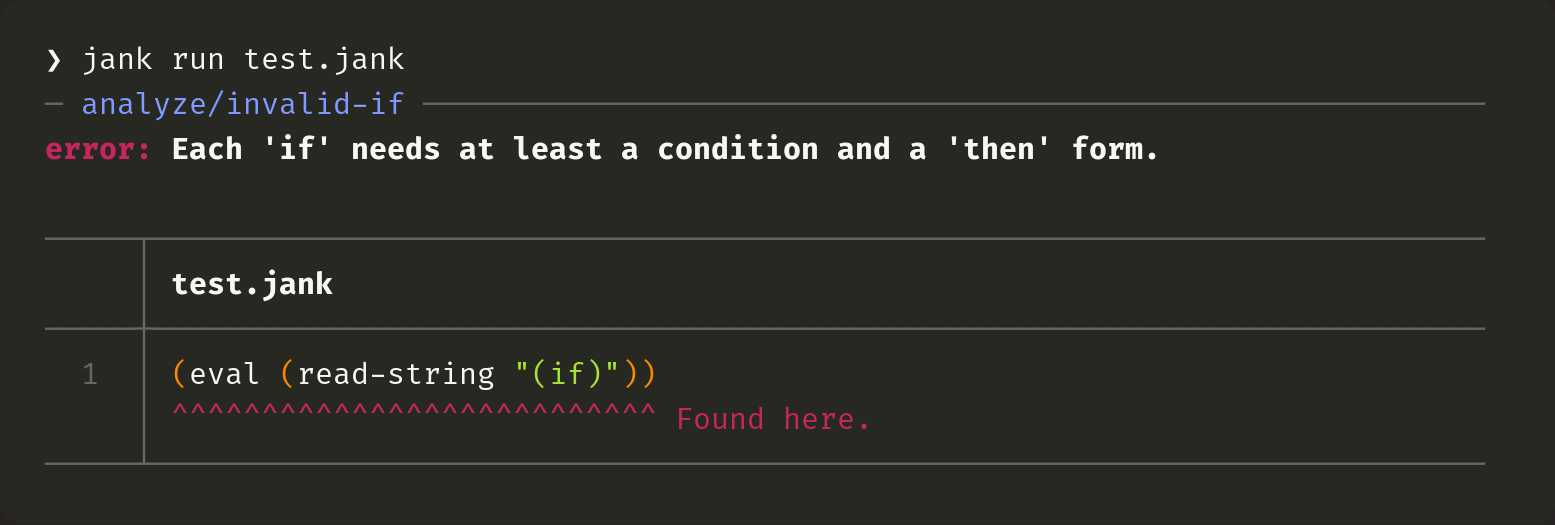 ❯ jank run test.jank
─ analyze/invalid-if ─
error: Each 'if' needs at least a condition and a 'then' form.
test.jank
1 (eval (read-string "(if)"))
^^^^^^^^^^^^^^^^^^^^^^^^^^^ Found here.